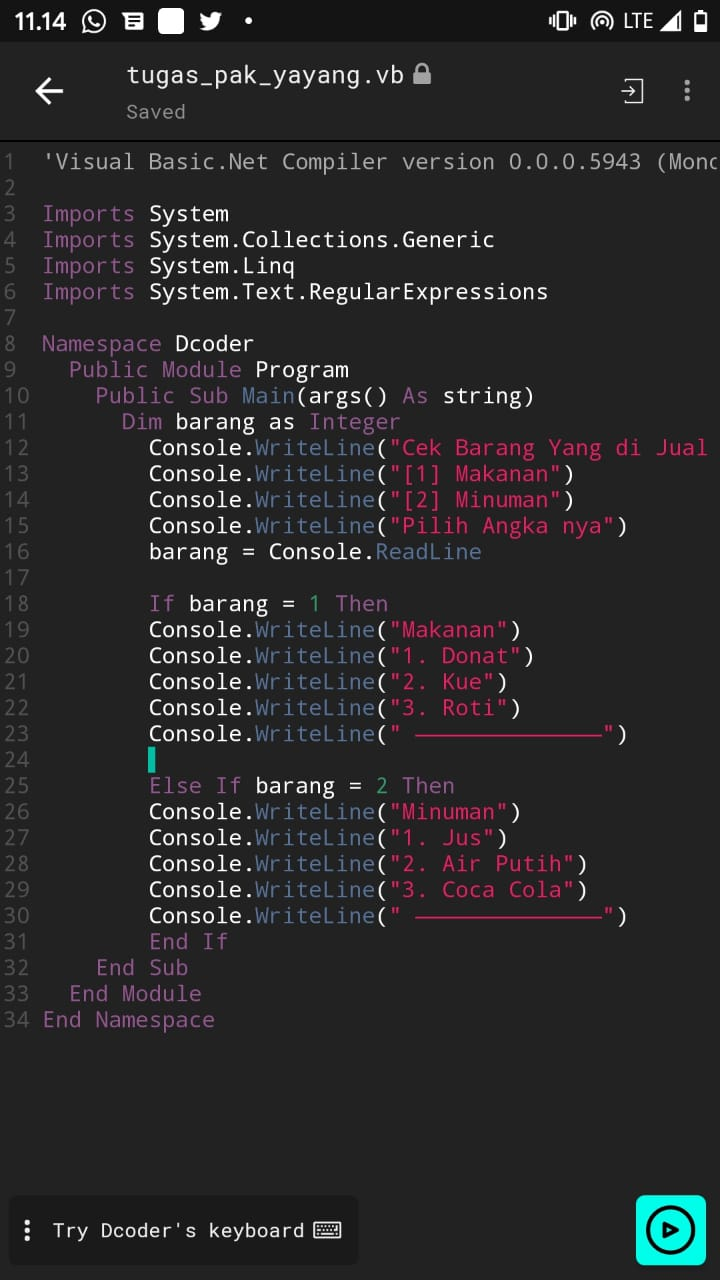 11.14 LTE
tugas_pak_yayang.vb
Saved
1 'Visual Basic.Net Compiler version 0.0.0.5943 (Mono
2
3 Imports System
4 Imports System.Collections.Generic
5 Imports System.Linq
6 Imports System.Text.RegularExpressions
7
8 Namespace Dcoder
9 Public Module Program
10 Public Sub Main(args() As string)
11 Dim barang as Integer
12 Console.WriteLine("Cek Barang Yang di Jual
13 Console.WriteLine("[1] Makanan")
14 Console.WriteLine("[2] Minuman")
15 Console.WriteLine("Pilih Angka nya")
16 barang = Console.ReadLine
17
18 If barang = 1 Then
19 Console.WriteLine("Makanan")
20 Console.WriteLine("1. Donat")
21 Console.WriteLine("2. Kue")
22 Console.WriteLine("3. Roti")
23 Console.WriteLine(" ——————————————")
24
25 Else If barang = 2 Then
26 Console.WriteLine("Minuman")
27 Console.WriteLine("1. Jus")
28 Console.WriteLine("2. Air Putih")
29 Console.WriteLine("3. Coca Cola")
30 Console.WriteLine(" ——————————————")
31 End If
32 End Sub
33 End Module
34 End Namespace
Try Dcoder's keyboard